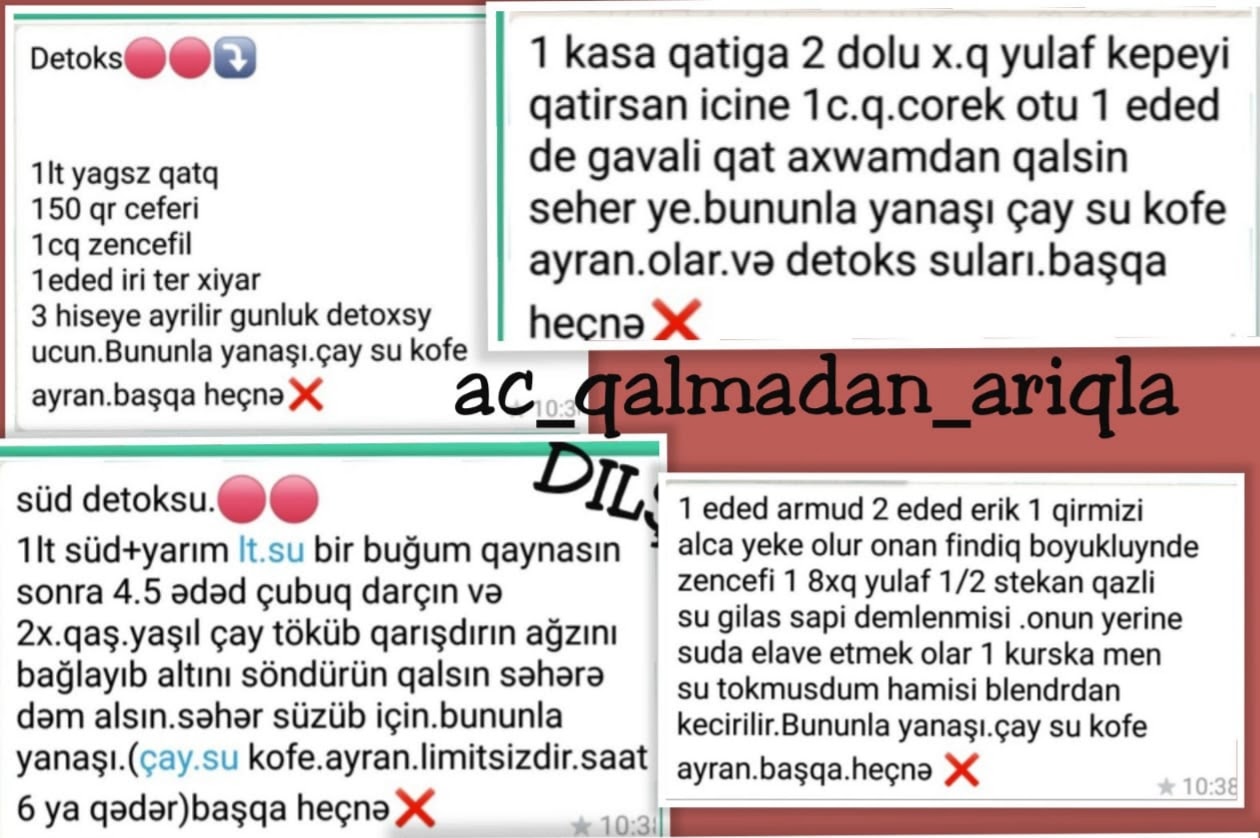 Detoks
1lt yagsz qatq
150 qr ceferi
1cq zencefil
1eded iri ter xiyar
3 hiseye ayrilir gunluk detoxsy
ucun.Bununla yanaşı.çay su kofe
ayran.başqa heçnə❌
1 kasa qatiga 2 dolu x.q yulaf kepeyi
qatirsan icine 1c.q.corek otu 1 eded
de gavali qat axwamdan qalsin
seher ye.bununla yanaşı çay su kofe
ayran.olar.və detoks suları.başqa
heçnə❌
ac_qalmadan_ariqla
süd detoksu.
1lt süd+yarım lt.su bir buğum qaynasın
sonra 4.5 ədəd çubuq darçın və
2x.qaş.yaşıl çay töküb qarışdırın ağzını
bağlayıb altını söndürün qalsın səhərə
dəm alsın.səhər süzüb için.bununla
yanaşı.(çay.su kofe.ayran.limitsizdir.saat
6 ya qədər)başqa heçnə❌
1 eded armud 2 eded erik 1 qirmizi
alca yeke olur onan findiq boyukluynde
zencefi 1 8xq yulaf 1/2 stekan qazli
su gilas sapi demlenmisi .onun yerine
suda elave etmek olar 1 kurska men
su tokmusdum hamisi blendrdan
kecirilir.Bununla yanaşı.çay su kofe
ayran.başqa.heçnə ❌
10:38